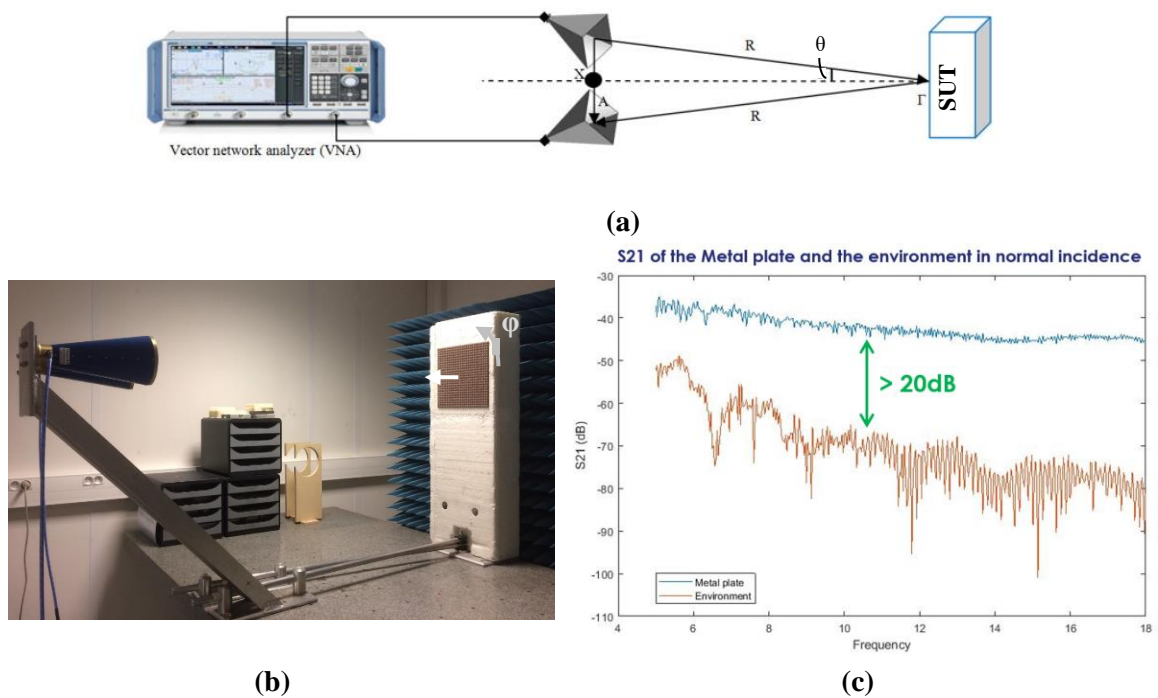 θ
R
X
A
Γ
SUT
R
Vector network analyzer (VNA)
(a)
S21 of the Metal plate and the environment in normal incidence
φ
-30
-40
-50
-60
-70
-80
-90
-100
-110
S21 (dB)
> 20dB
Metal plate
Environment
4
6
8
10
12
14
16
18
Frequency
(b)
(c)